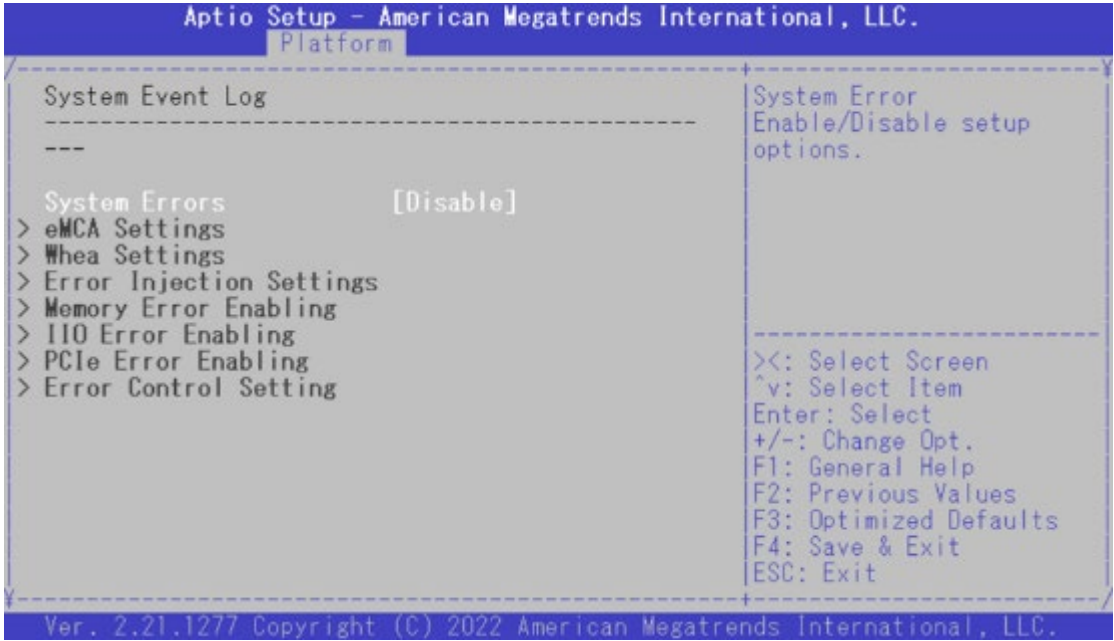 Aptio Setup - American Megatrends International, LLC.
Platform
System Event Log
---
System Errors [Disable]
> eMCA Settings
> Whea Settings
> Error Injection Settings
> Memory Error Enabling
> IIO Error Enabling
> PCIe Error Enabling
> Error Control Setting
System Error
Enable/Disable setup
options.
><: Select Screen
^v: Select Item
Enter: Select
+/-: Change Opt.
F1: General Help
F2: Previous Values
F3: Optimized Defaults
F4: Save & Exit
ESC: Exit
Ver. 2.21.1277 Copyright (C) 2022 American Megatrends International, LLC.